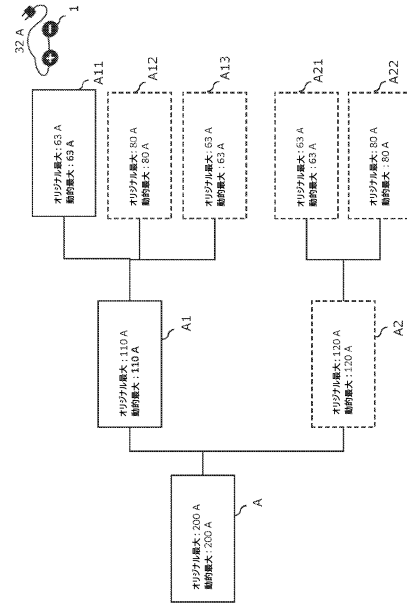 32 A
1
A11
オリジナル最大 : 63 A
動的最大 : 63 A
A12
オリジナル最大 : 80 A
動的最大 : 80 A
A13
オリジナル最大 : 63 A
動的最大 : 63 A
A21
オリジナル最大 : 63 A
動的最大 : 63 A
A22
オリジナル最大 : 80 A
動的最大 : 80 A
A1
オリジナル最大 : 110 A
動的最大 : 110 A
A2
オリジナル最大 : 120 A
動的最大 : 120 A
A
オリジナル最大 : 200 A
動的最大 : 200 A